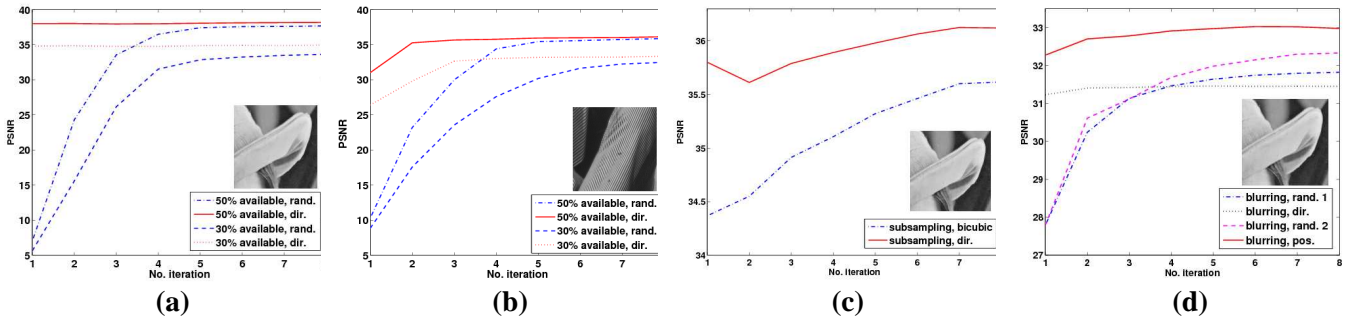 40
35
30
25
20
15
10
5
PSNR
1 2 3 4 5 6 7
No. iteration
50% available, rand.
50% available, dir.
30% available, rand.
30% available, dir.
(a)
40
35
30
25
20
15
10
5
PSNR
1 2 3 4 5 6 7
No. iteration
50% available, rand.
50% available, dir.
30% available, rand.
30% available, dir.
(b)
36
35.5
35
34.5
34
PSNR
1 2 3 4 5 6 7
No. iteration
subsampling, bicubic
subsampling, dir.
(c)
33
32
31
30
29
28
27
PSNR
1 2 3 4 5 6 7 8
No. iteration
blurring, rand. 1
blurring, dir.
blurring, rand. 2
blurring, pos.
(d)